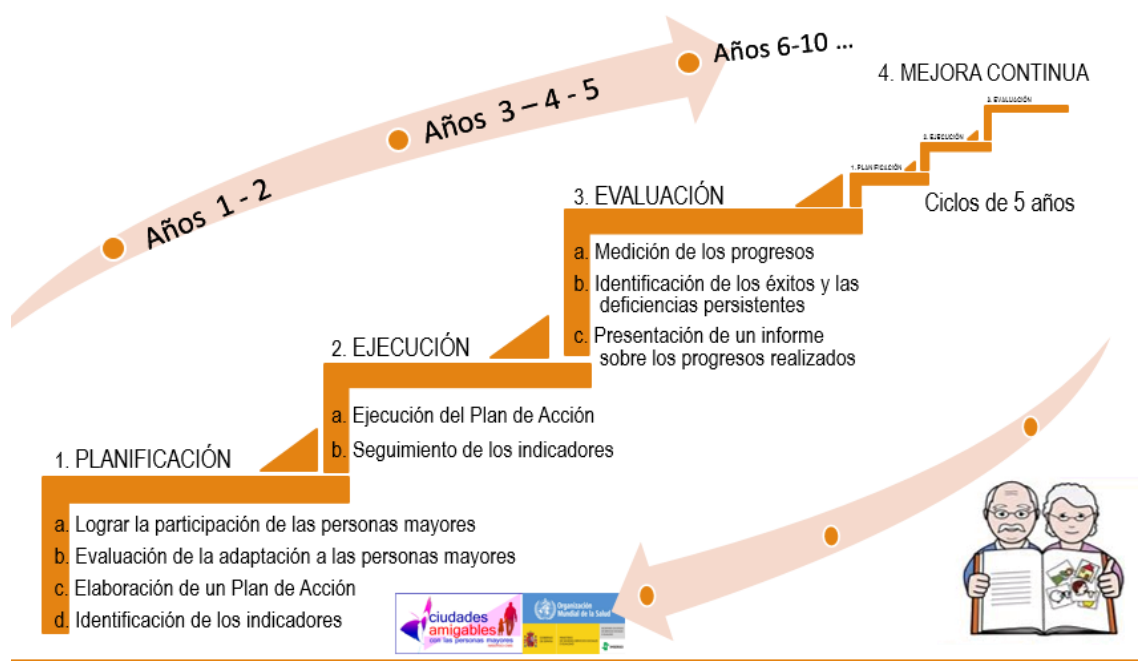 Años 1 - 2
Años 3 – 4 - 5
Años 6-10 ...
4. MEJORA CONTINUA
3. EVALUACIÓN
2. EJECUCIÓN
1. PLANIFICACIÓN
Ciclos de 5 años
3. EVALUACIÓN
a. Medición de los progresos
b. Identificación de los éxitos y las
deficiencias persistentes
c. Presentación de un informe
sobre los progresos realizados
2. EJECUCIÓN
a. Ejecución del Plan de Acción
b. Seguimiento de los indicadores
1. PLANIFICACIÓN
a. Lograr la participación de las personas mayores
b. Evaluación de la adaptación a las personas mayores
c. Elaboración de un Plan de Acción
d. Identificación de los indicadores
ciudades
amigables
con las personas mayores
Organización
Mundial de la Salud